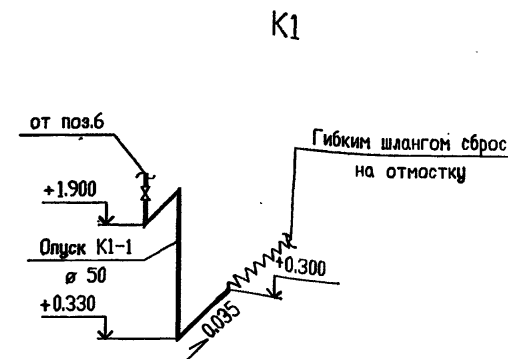 К1
от поз.6
Гибким шлангом сброс
на отмостку
+1.900
Опуск К1-1
ø 50
+0.300
+0.330
0.035